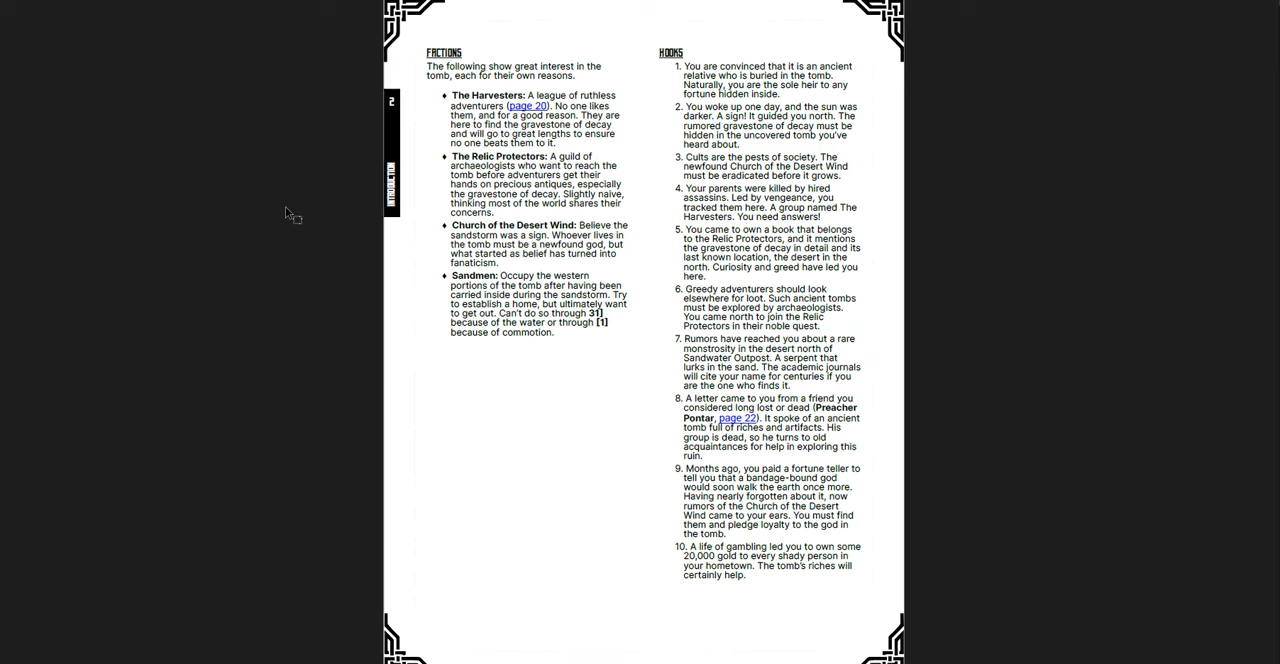 2
INTRODUCTION
FACTIONS
The following show great interest in the
tomb, each for their own reasons.
♦ The Harvesters: A league of ruthless
adventurers (page 20). No one likes
them, and for a good reason. They are
here to find the gravestone of decay
and will go to great lengths to ensure
no one beats them to it.
♦ The Relic Protectors: A guild of
archaeologists who want to reach the
tomb before adventurers get their
hands on precious antiques, especially
the gravestone of decay. Slightly naive,
thinking most of the world shares their
concerns.
♦ Church of the Desert Wind: Believe the
sandstorm was a sign. Whoever lives in
the tomb must be a newfound god, but
what started as belief has turned into
fanaticism.
♦ Sandmen: Occupy the western
portions of the tomb after having been
carried inside during the sandstorm. Try
to establish a home, but ultimately want
to get out. Can't do so through 31]
because of the water or through [1]
because of commotion.
HOOKS
1. You are convinced that it is an ancient
relative who is buried in the tomb.
Naturally, you are the sole heir to any
fortune hidden inside.
2. You woke up one day, and the sun was
darker. A sign! It guided you north. The
rumored gravestone of decay must be
hidden in the uncovered tomb you've
heard about.
3. Cults are the pests of society. The
newfound Church of the Desert Wind
must be eradicated before it grows.
4. Your parents were killed by hired
assassins. Led by vengeance, you
tracked them here. A group named The
Harvesters. You need answers!
5. You came to own a book that belongs
to the Relic Protectors, and it mentions
the gravestone of decay in detail and its
last known location, the desert in the
north. Curiosity and greed have led you
here.
6. Greedy adventurers should look
elsewhere for loot. Such ancient tombs
must be explored by archaeologists.
You came north to join the Relic
Protectors in their noble quest.
7. Rumors have reached you about a rare
monstrosity in the desert north of
Sandwater Outpost. A serpent that
lurks in the sand. The academic journals
will cite your name for centuries if you
are the one who finds it.
8. A letter came to you from a friend you
considered long lost or dead (Preacher
Pontar, page 22). It spoke of an ancient
tomb full of riches and artifacts. His
group is dead, so he turns to old
acquaintances for help in exploring this
ruin.
9. Months ago, you paid a fortune teller to
tell you that a bandage-bound god
would soon walk the earth once more.
Having nearly forgotten about it, now
rumors of the Church of the Desert
Wind came to your ears. You must find
them and pledge loyalty to the god in
the tomb.
10. A life of gambling led you to own some
20,000 gold to every shady person in
your hometown. The tomb's riches will
certainly help.